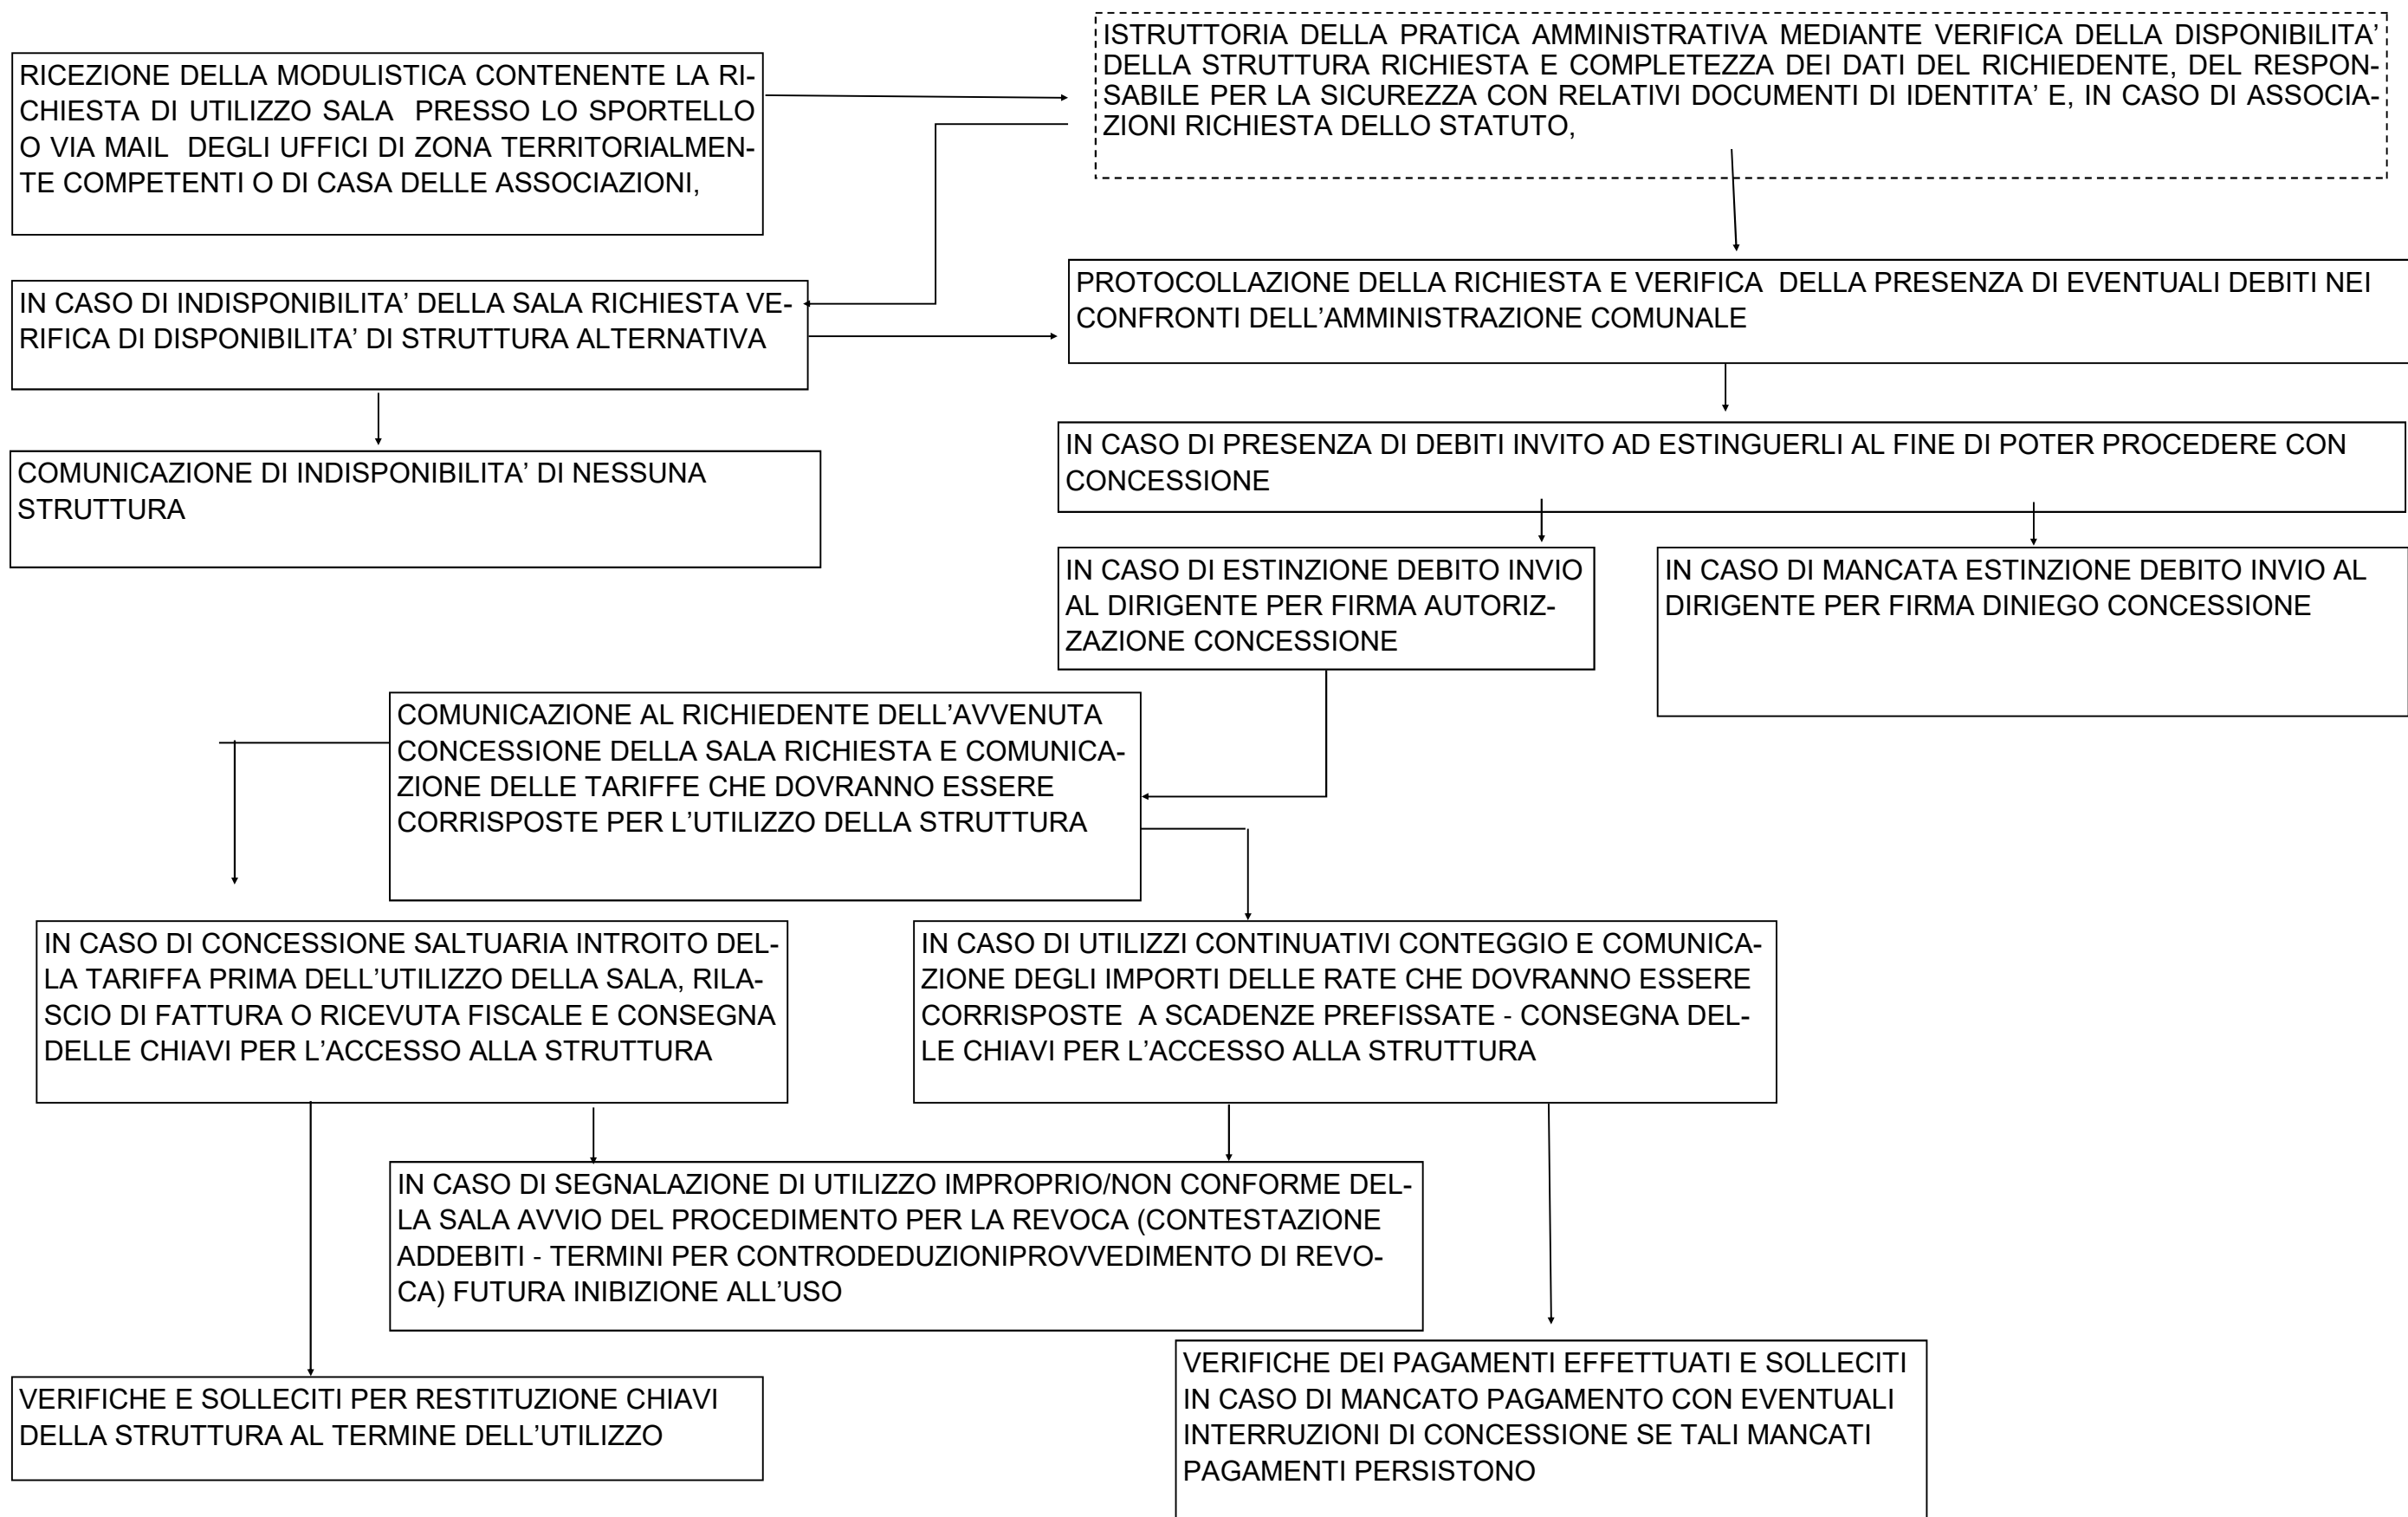 RICEZIONE DELLA MODULISTICA CONTENENTE LA RI-
CHIESTA DI UTILIZZO SALA  PRESSO LO SPORTELLO
O VIA MAIL  DEGLI UFFICI DI ZONA TERRITORIALMEN-
TE COMPETENTI O DI CASA DELLE ASSOCIAZIONI,
ISTRUTTORIA DELLA PRATICA AMMINISTRATIVA MEDIANTE VERIFICA DELLA DISPONIBILITA’
DELLA STRUTTURA RICHIESTA E COMPLETEZZA DEI DATI DEL RICHIEDENTE, DEL RESPON-
SABILE PER LA SICUREZZA CON RELATIVI DOCUMENTI DI IDENTITA’ E, IN CASO DI ASSOCIA-
ZIONI RICHIESTA DELLO STATUTO,
IN CASO DI INDISPONIBILITA’ DELLA SALA RICHIESTA VE-
RIFICA DI DISPONIBILITA’ DI STRUTTURA ALTERNATIVA
PROTOCOLLAZIONE DELLA RICHIESTA E VERIFICA  DELLA PRESENZA DI EVENTUALI DEBITI NEI
CONFRONTI DELL’AMMINISTRAZIONE COMUNALE
COMUNICAZIONE DI INDISPONIBILITA’ DI NESSUNA
STRUTTURA
IN CASO DI PRESENZA DI DEBITI INVITO AD ESTINGUERLI AL FINE DI POTER PROCEDERE CON
CONCESSIONE
IN CASO DI ESTINZIONE DEBITO INVIO
AL DIRIGENTE PER FIRMA AUTORIZ-
ZAZIONE CONCESSIONE
IN CASO DI MANCATA ESTINZIONE DEBITO INVIO AL
DIRIGENTE PER FIRMA DINIEGO CONCESSIONE
COMUNICAZIONE AL RICHIEDENTE DELL’AVVENUTA
CONCESSIONE DELLA SALA RICHIESTA E COMUNICA-
ZIONE DELLE TARIFFE CHE DOVRANNO ESSERE
CORRISPOSTE PER L’UTILIZZO DELLA STRUTTURA
IN CASO DI CONCESSIONE SALTUARIA INTROITO DEL-
LA TARIFFA PRIMA DELL’UTILIZZO DELLA SALA, RILA-
SCIO DI FATTURA O RICEVUTA FISCALE E CONSEGNA
DELLE CHIAVI PER L’ACCESSO ALLA STRUTTURA
IN CASO DI UTILIZZI CONTINUATIVI CONTEGGIO E COMUNICA-
ZIONE DEGLI IMPORTI DELLE RATE CHE DOVRANNO ESSERE
CORRISPOSTE  A SCADENZE PREFISSATE - CONSEGNA DEL-
LE CHIAVI PER L’ACCESSO ALLA STRUTTURA
IN CASO DI SEGNALAZIONE DI UTILIZZO IMPROPRIO/NON CONFORME DEL-
LA SALA AVVIO DEL PROCEDIMENTO PER LA REVOCA (CONTESTAZIONE
ADDEBITI - TERMINI PER CONTRODEDUZIONIPROVVEDIMENTO DI REVO-
CA) FUTURA INIBIZIONE ALL’USO
VERIFICHE E SOLLECITI PER RESTITUZIONE CHIAVI
DELLA STRUTTURA AL TERMINE DELL’UTILIZZO
VERIFICHE DEI PAGAMENTI EFFETTUATI E SOLLECITI
IN CASO DI MANCATO PAGAMENTO CON EVENTUALI
INTERRUZIONI DI CONCESSIONE SE TALI MANCATI
PAGAMENTI PERSISTONO